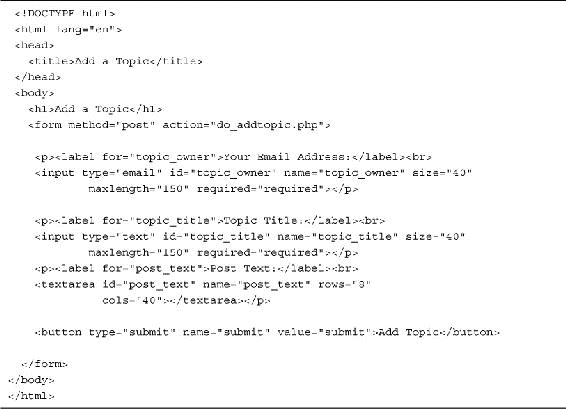 <!DOCTYPE html>
<html lang="en">
<head>
<title>Add a Topic</title>
</head>
<body>
<h1>Add a Topic</h1>
<form method="post" action="do_addtopic.php">
<p><label for="topic_owner">Your Email Address:</label><br>
<input type="email" id="topic_owner" name="topic_owner" size="40"
maxlength="150" required="required"></p>
<p><label for="topic_title">Topic Title:</label><br>
<input type="text" id="topic_title" name="topic_title" size="40"
maxlength="150" required="required"></p>
<p><label for="post_text">Post Text:</label><br>
<textarea id="post_text" name="post_text" rows="8"
cols="40"></textarea></p>
<button type="submit" name="submit" value="submit">Add Topic</button>
</form>
</body>
</html>